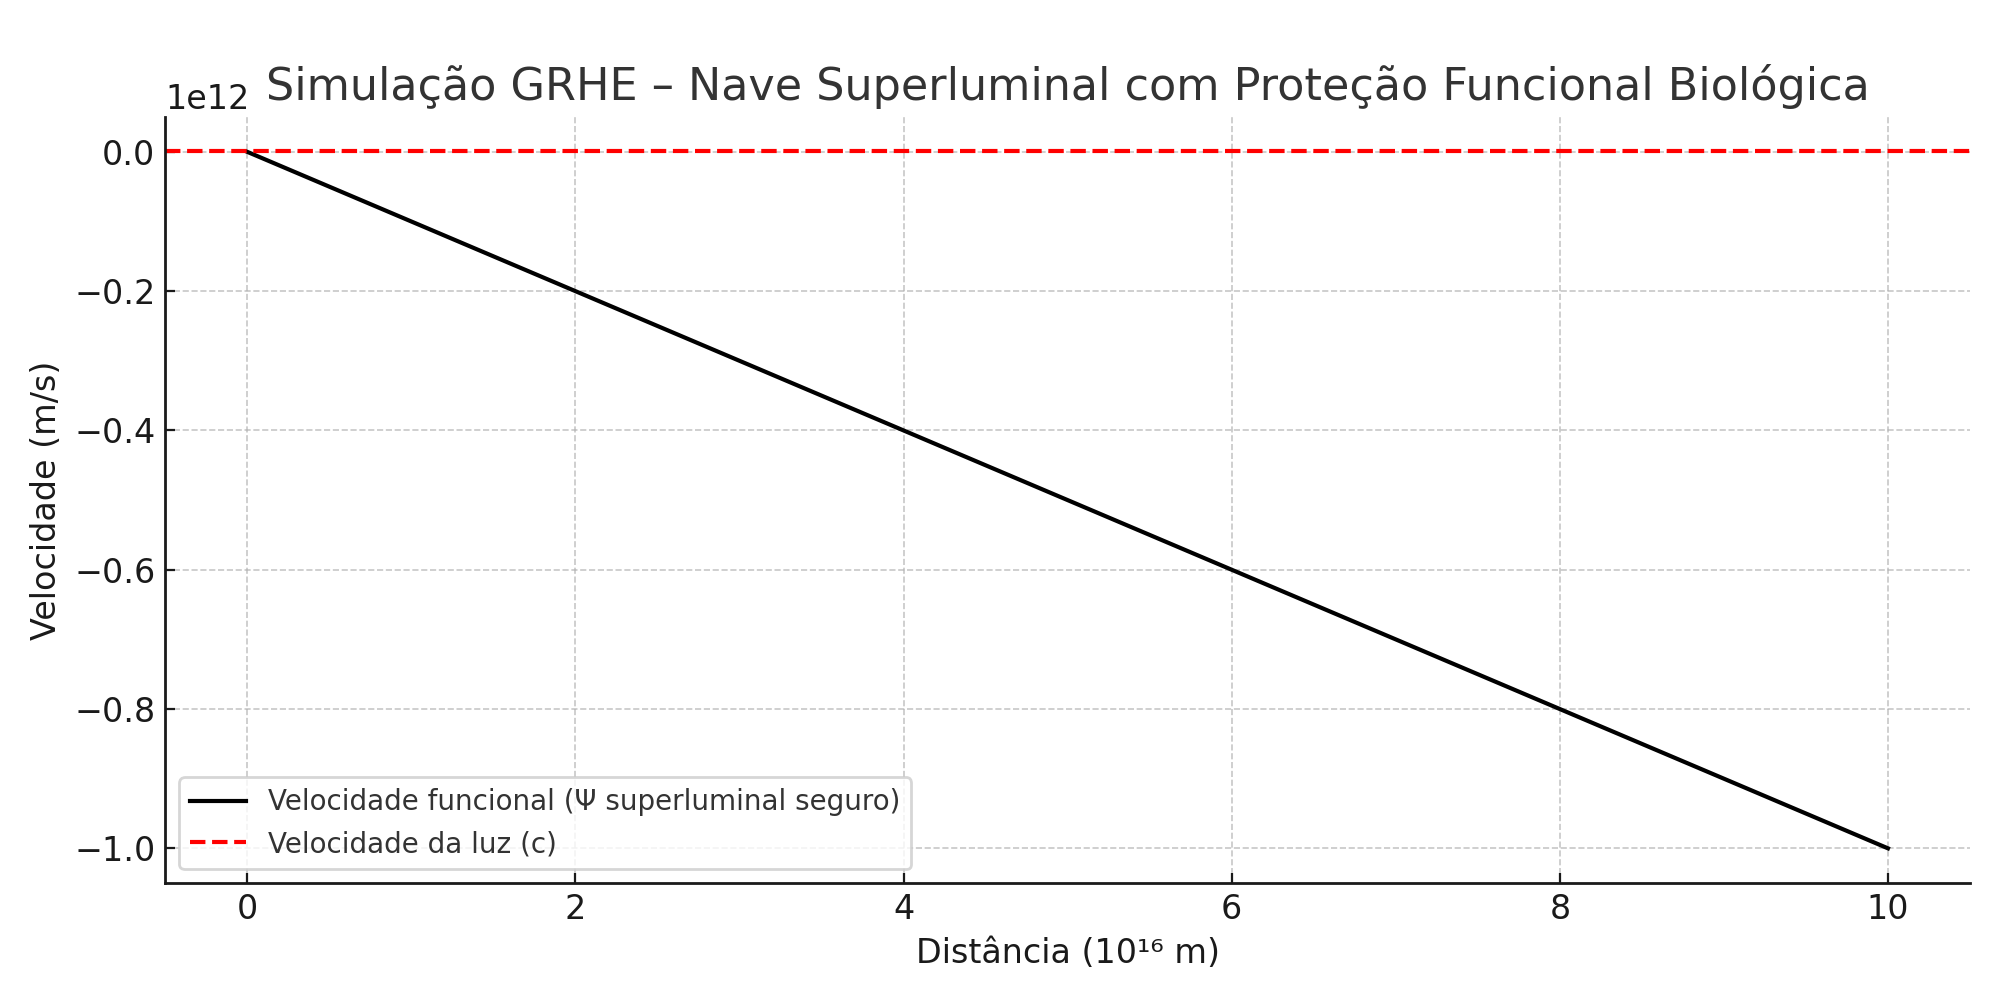 Simulação GRHE – Nave Superluminal com Proteção Funcional Biológica
1e12
0.0
−0.2
−0.4
−0.6
−0.8
−1.0
Velocidade (m/s)
Velocidade funcional (Ψ superluminal seguro)
Velocidade da luz (c)
0 2 4 6 8 10
Distância (10¹⁶ m)